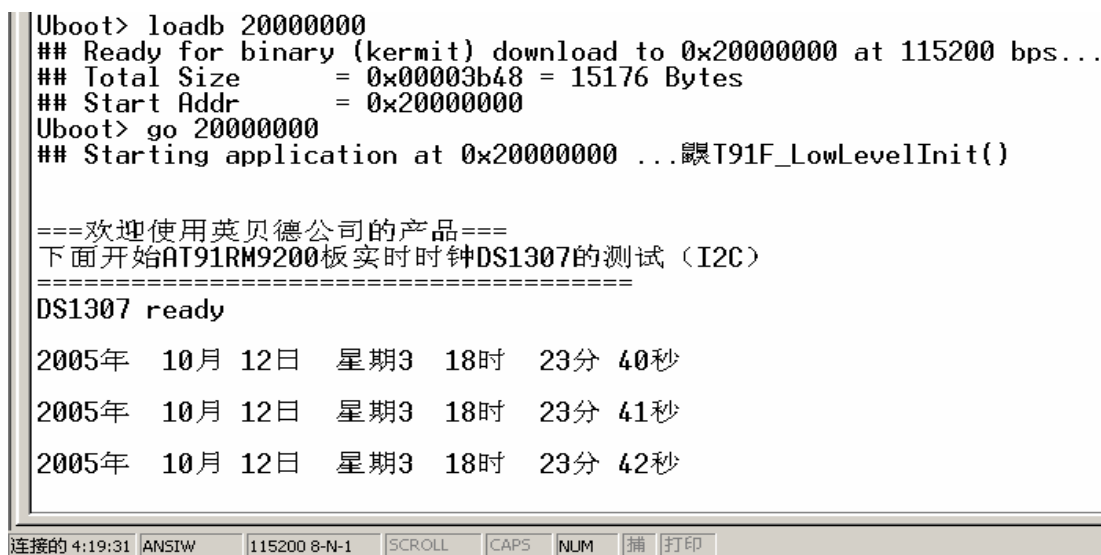 Uboot> loadb 20000000
## Ready for binary (kermit) download to 0x20000000 at 115200 bps...
## Total Size      = 0x00003b48 = 15176 Bytes
## Start Addr      = 0x20000000
Uboot> go 20000000
## Starting application at 0x20000000 ...T91F_LowLevelInit()
===欢迎使用英贝德公司的产品===
下面开始AT91RM9200板实时时钟DS1307的测试（I2C）
======================================
DS1307 ready
2005年  10月 12日  星期3  18时  23分 40秒
2005年  10月 12日  星期3  18时  23分 41秒
2005年  10月 12日  星期3  18时  23分 42秒
连接的 4:19:31 ANSIW 115200 8-N-1 SCROLL CAPS NUM 捕 打印